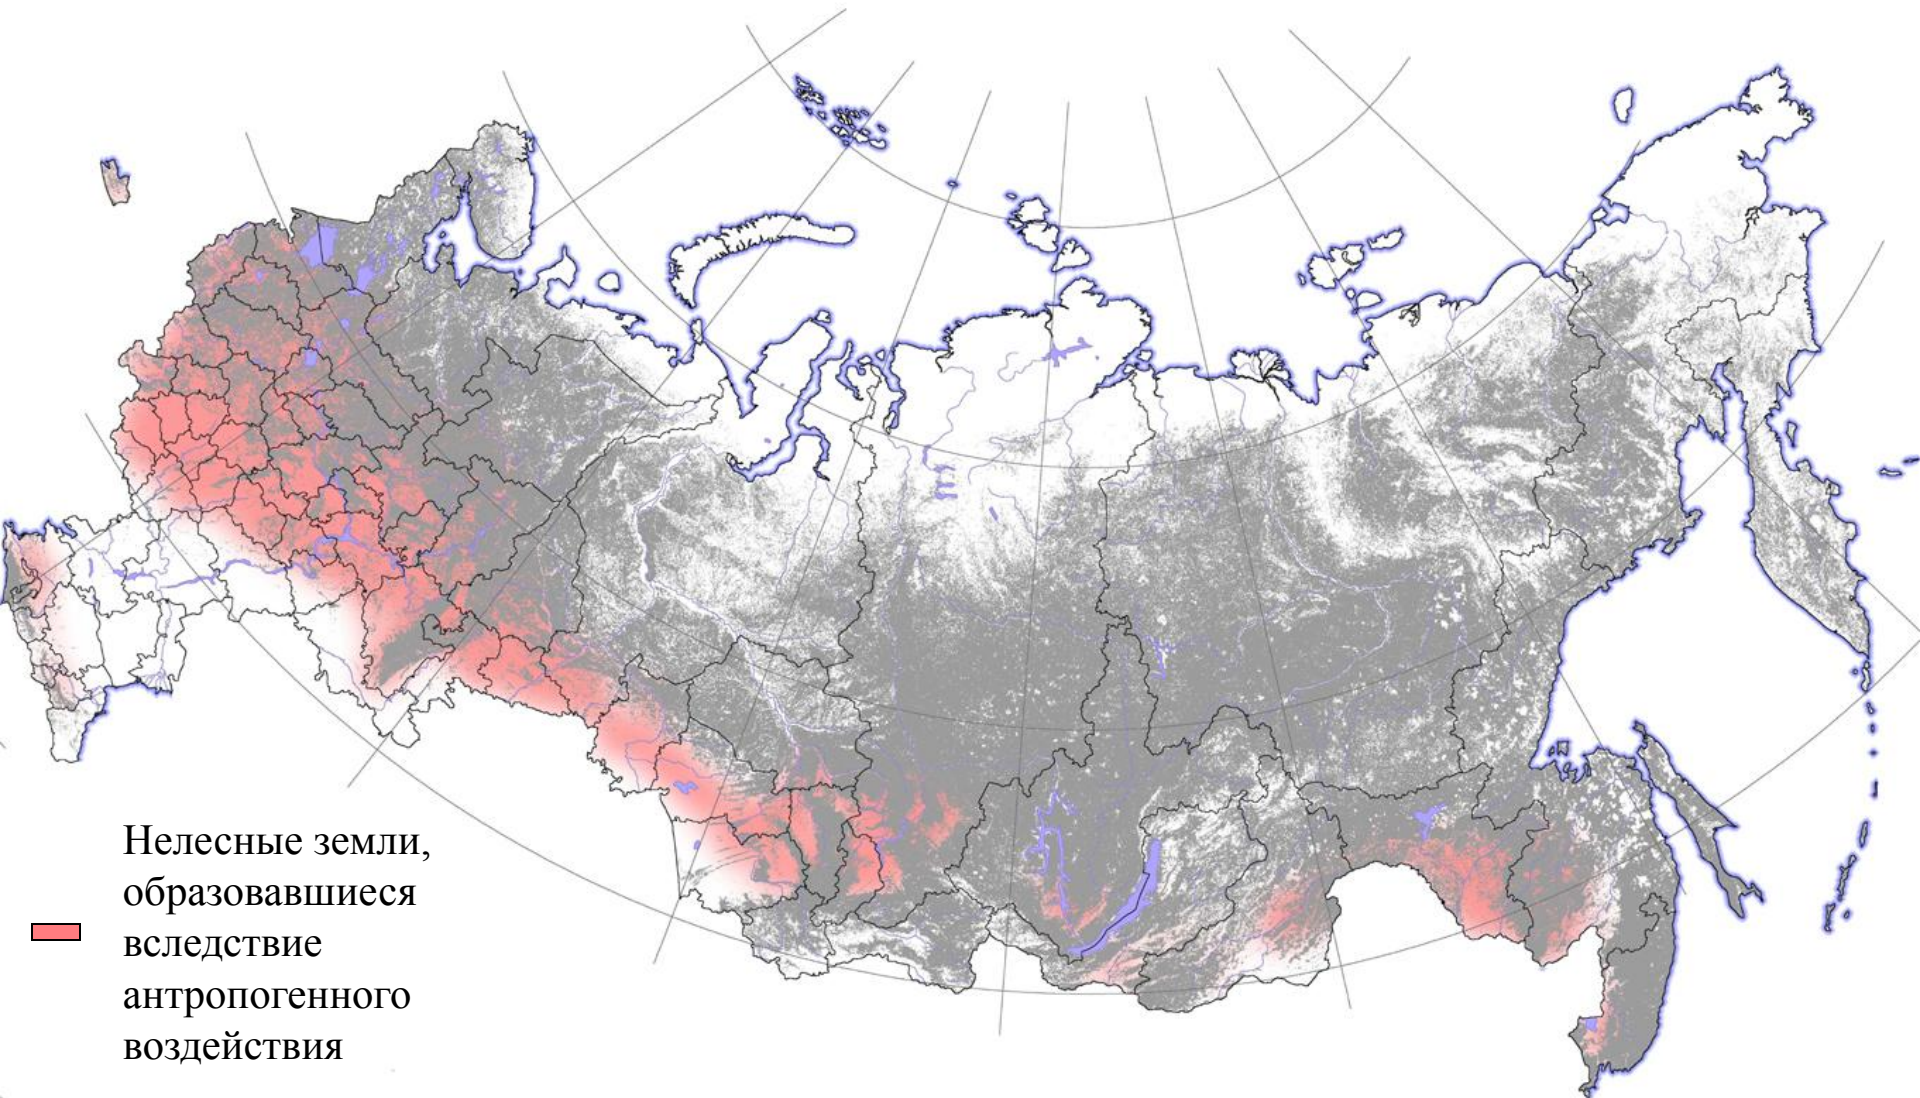 Нелесные земли,
образовавшиеся
вследствие
антропогенного
воздействия